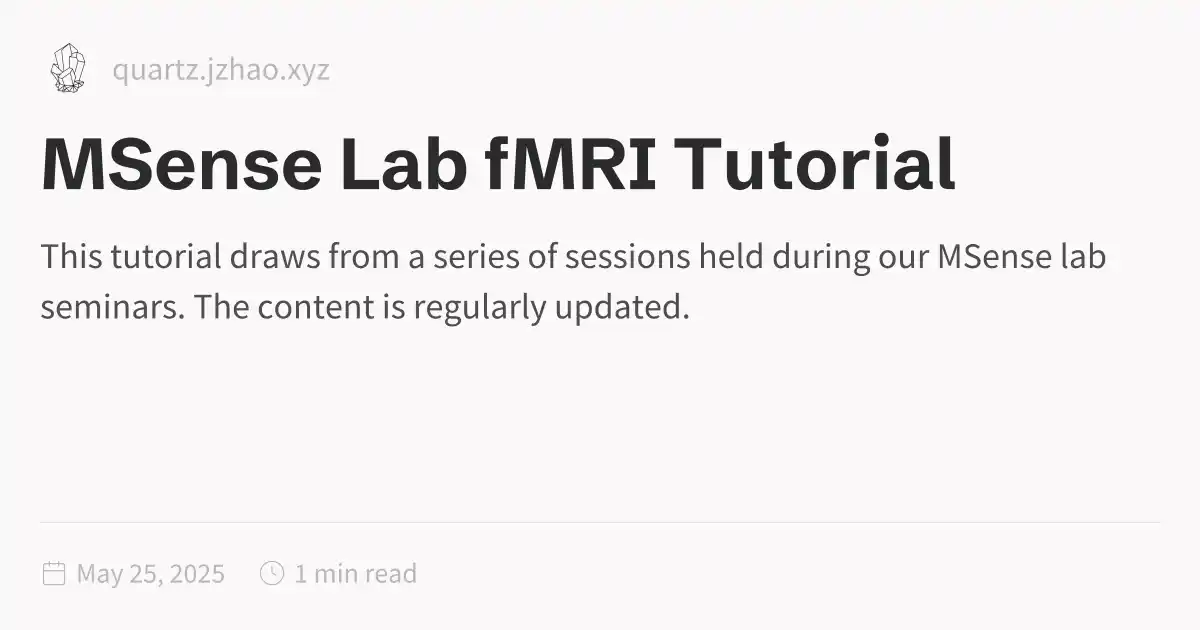 quartz.jzhao.xyz
MSense Lab fMRI Tutorial
This tutorial draws from a series of sessions held during our MSense lab
seminars. The content is regularly updated.
May 25, 2025 1 min read